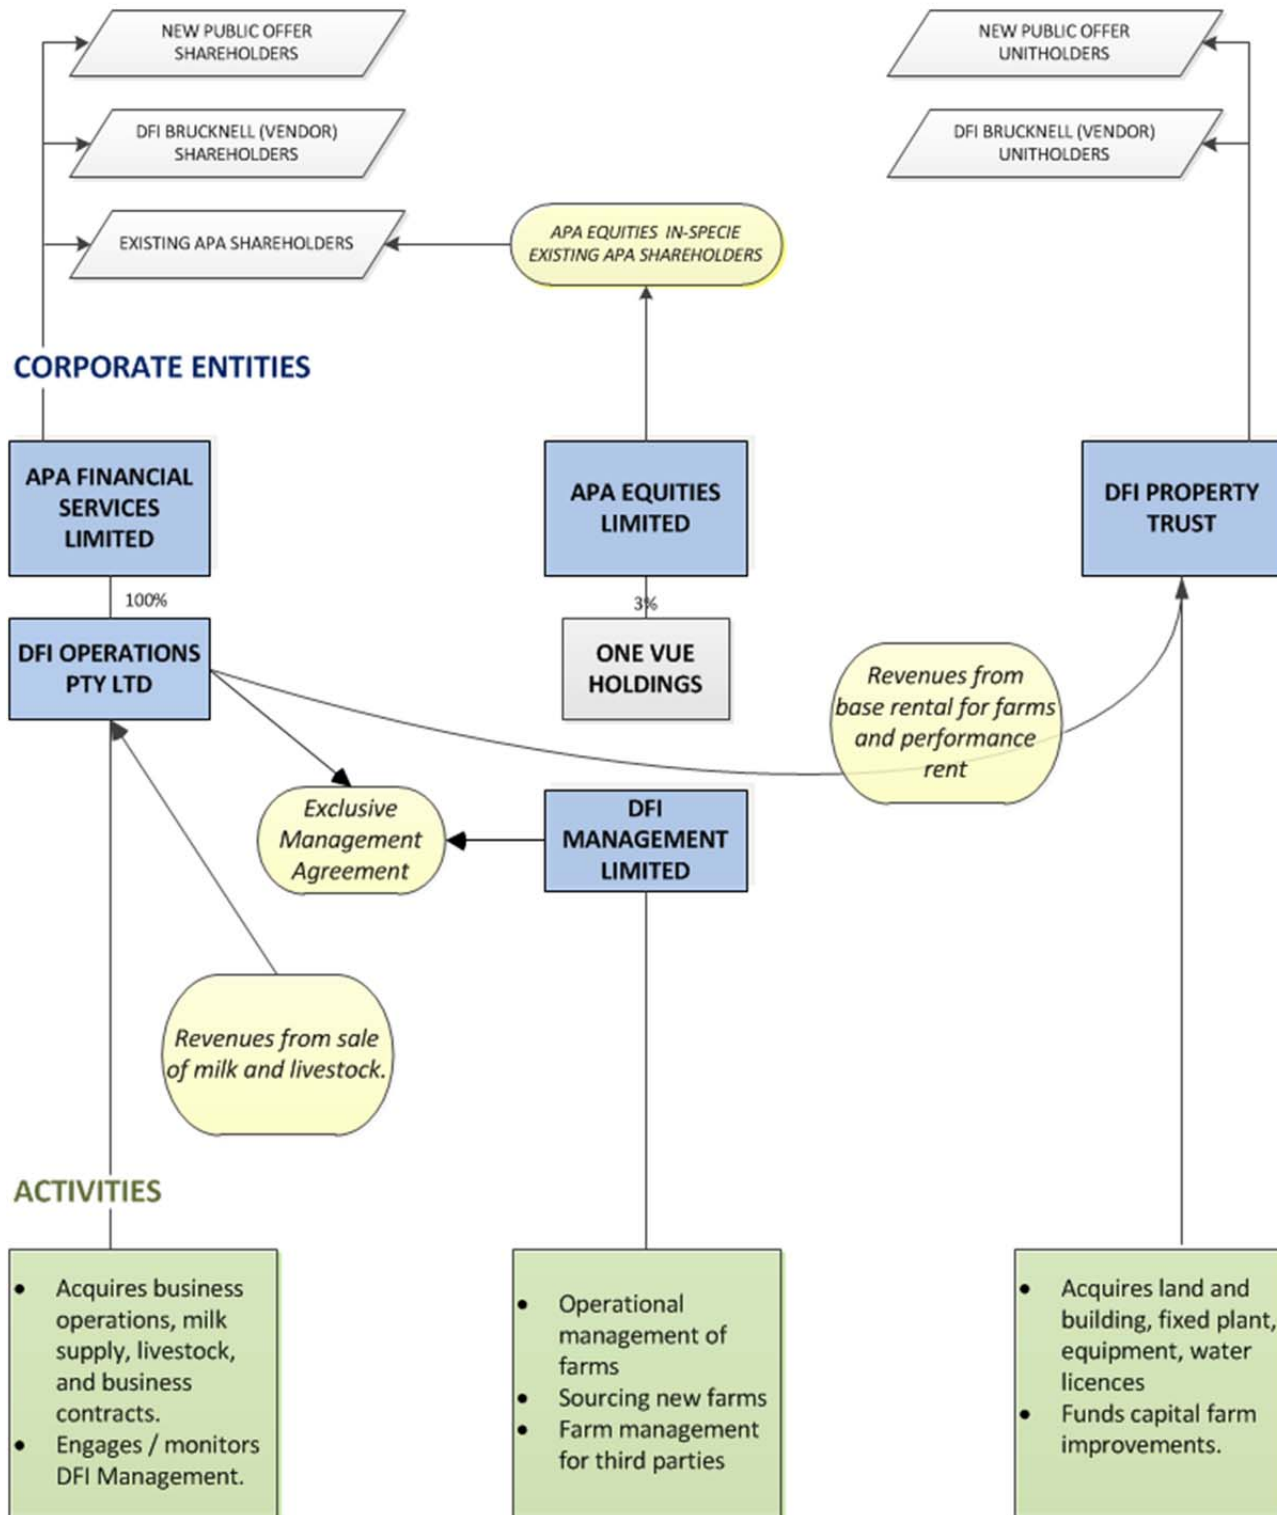 NEW PUBLIC OFFER
SHAREHOLDERS
NEW PUBLIC OFFER
UNITHOLDERS
DFI BRUCKNELL (VENDOR)
SHAREHOLDERS
DFI BRUCKNELL (VENDOR)
UNITHOLDERS
EXISTING APA SHAREHOLDERS
APA EQUITIES IN-SPECIE
EXISTING APA SHAREHOLDERS
CORPORATE ENTITIES
APA FINANCIAL
SERVICES
LIMITED
APA EQUITIES
LIMITED
DFI PROPERTY
TRUST
100%
3%
DFI OPERATIONS
PTY LTD
ONE VUE
HOLDINGS
Revenues from
base rental for farms
and performance
rent
Exclusive
Management
Agreement
DFI
MANAGEMENT
LIMITED
Revenues from sale
of milk and livestock.
ACTIVITIES
• Acquires business
operations, milk
supply, livestock,
and business
contracts.
• Engages / monitors
DFI Management.
• Operational
management of
farms
• Sourcing new farms
• Farm management
for third parties
• Acquires land and
building, fixed plant,
equipment, water
licences
• Funds capital farm
improvements.